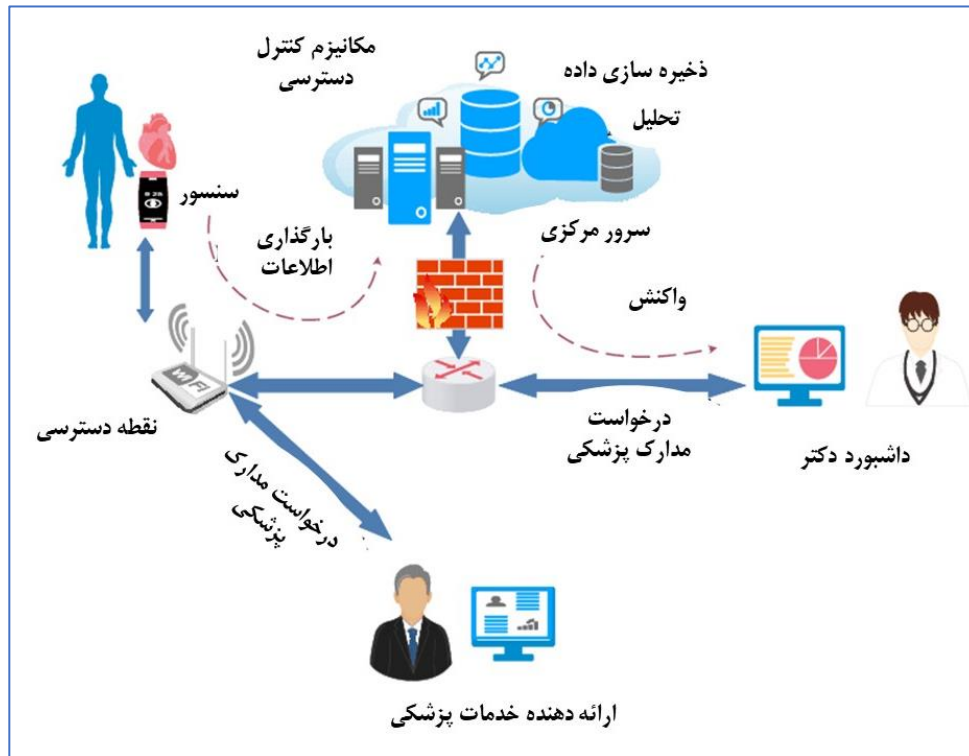 مکانیزم کنترل
دسترسی
ذخیره سازی داده
تحلیل
سنسور
بارگذاری
اطلاعات
سرور مرکزی
واکنش
WiFi
نقطه دسترسی
درخواست
مدارک پزشکی
داشبورد دکتر
درخواست مدارک
پزشکی
ارائه دهنده خدمات پزشکی